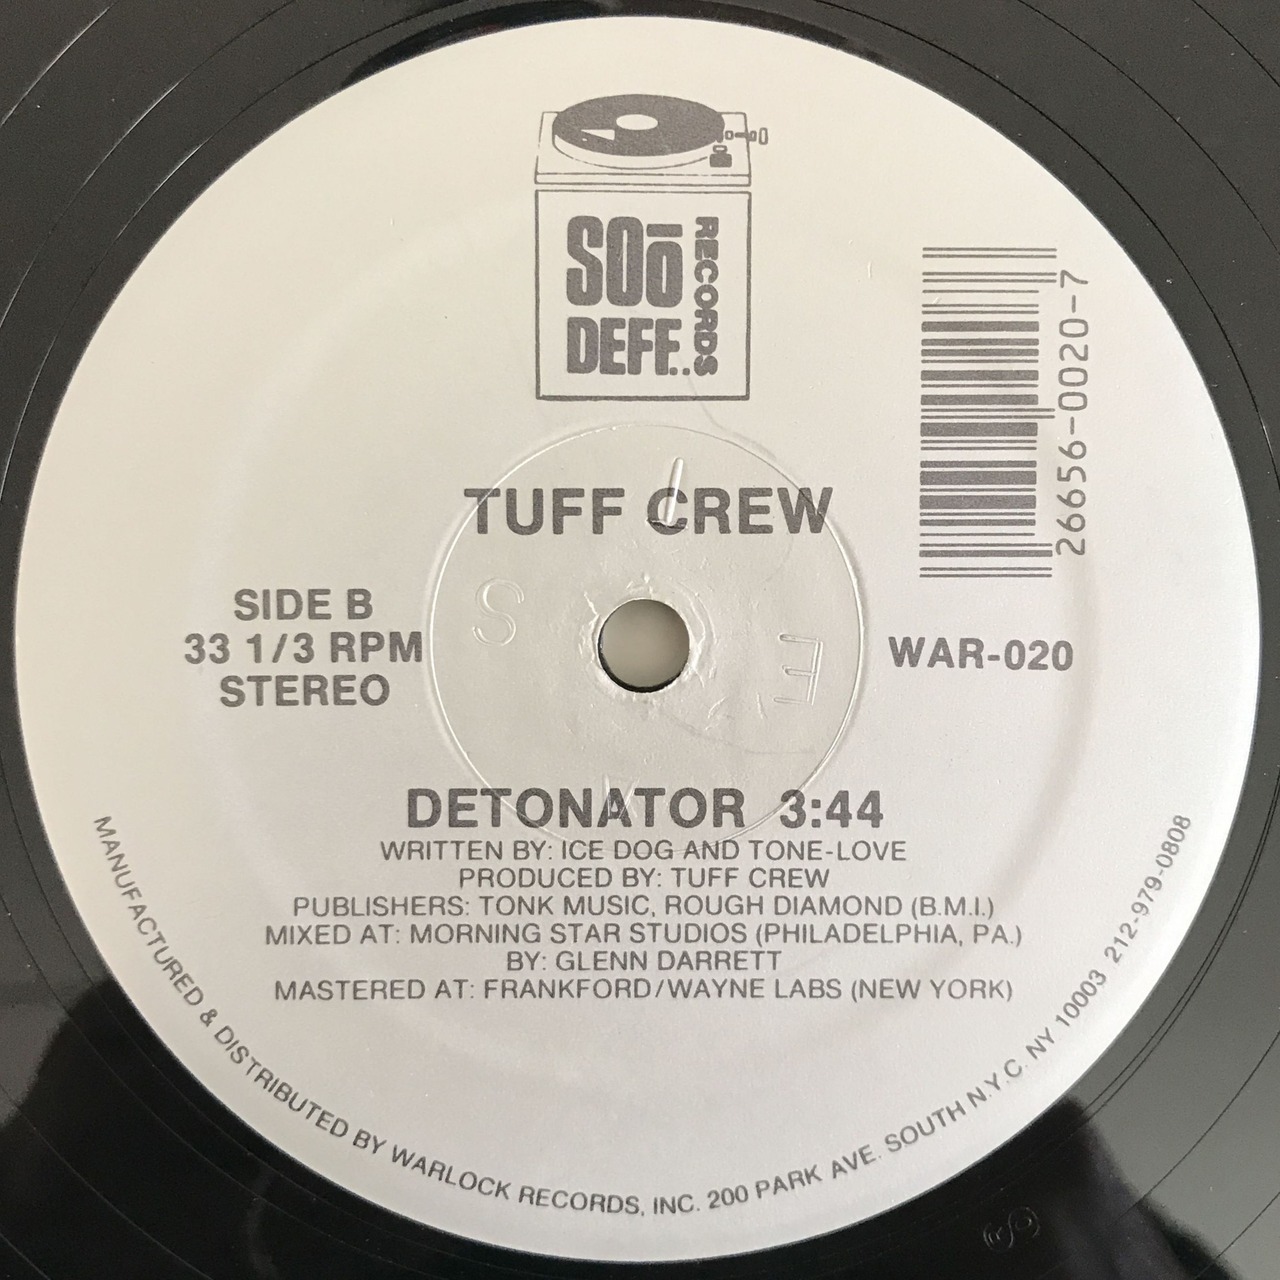 SOO
DEFF..
RECORDS
26656-0020-7
TUFF CREW
SIDE B
33 1/3 RPM
STEREO
WAR-020
S
E
DETONATOR 3:44
WRITTEN BY: ICE DOG AND TONE-LOVE
PRODUCED BY: TUFF CREW
PUBLISHERS: TONK MUSIC, ROUGH DIAMOND (B.M.I.)
MIXED AT: MORNING STAR STUDIOS (PHILADELPHIA, PA.)
BY: GLENN DARRETT
MASTERED AT: FRANKFORD/WAYNE LABS (NEW YORK)
MANUFACTURED & DISTRIBUTED BY WARLOCK RECORDS, INC. 200 PARK AVE. SOUTH N.Y.C. NY 10003 212-979-0808